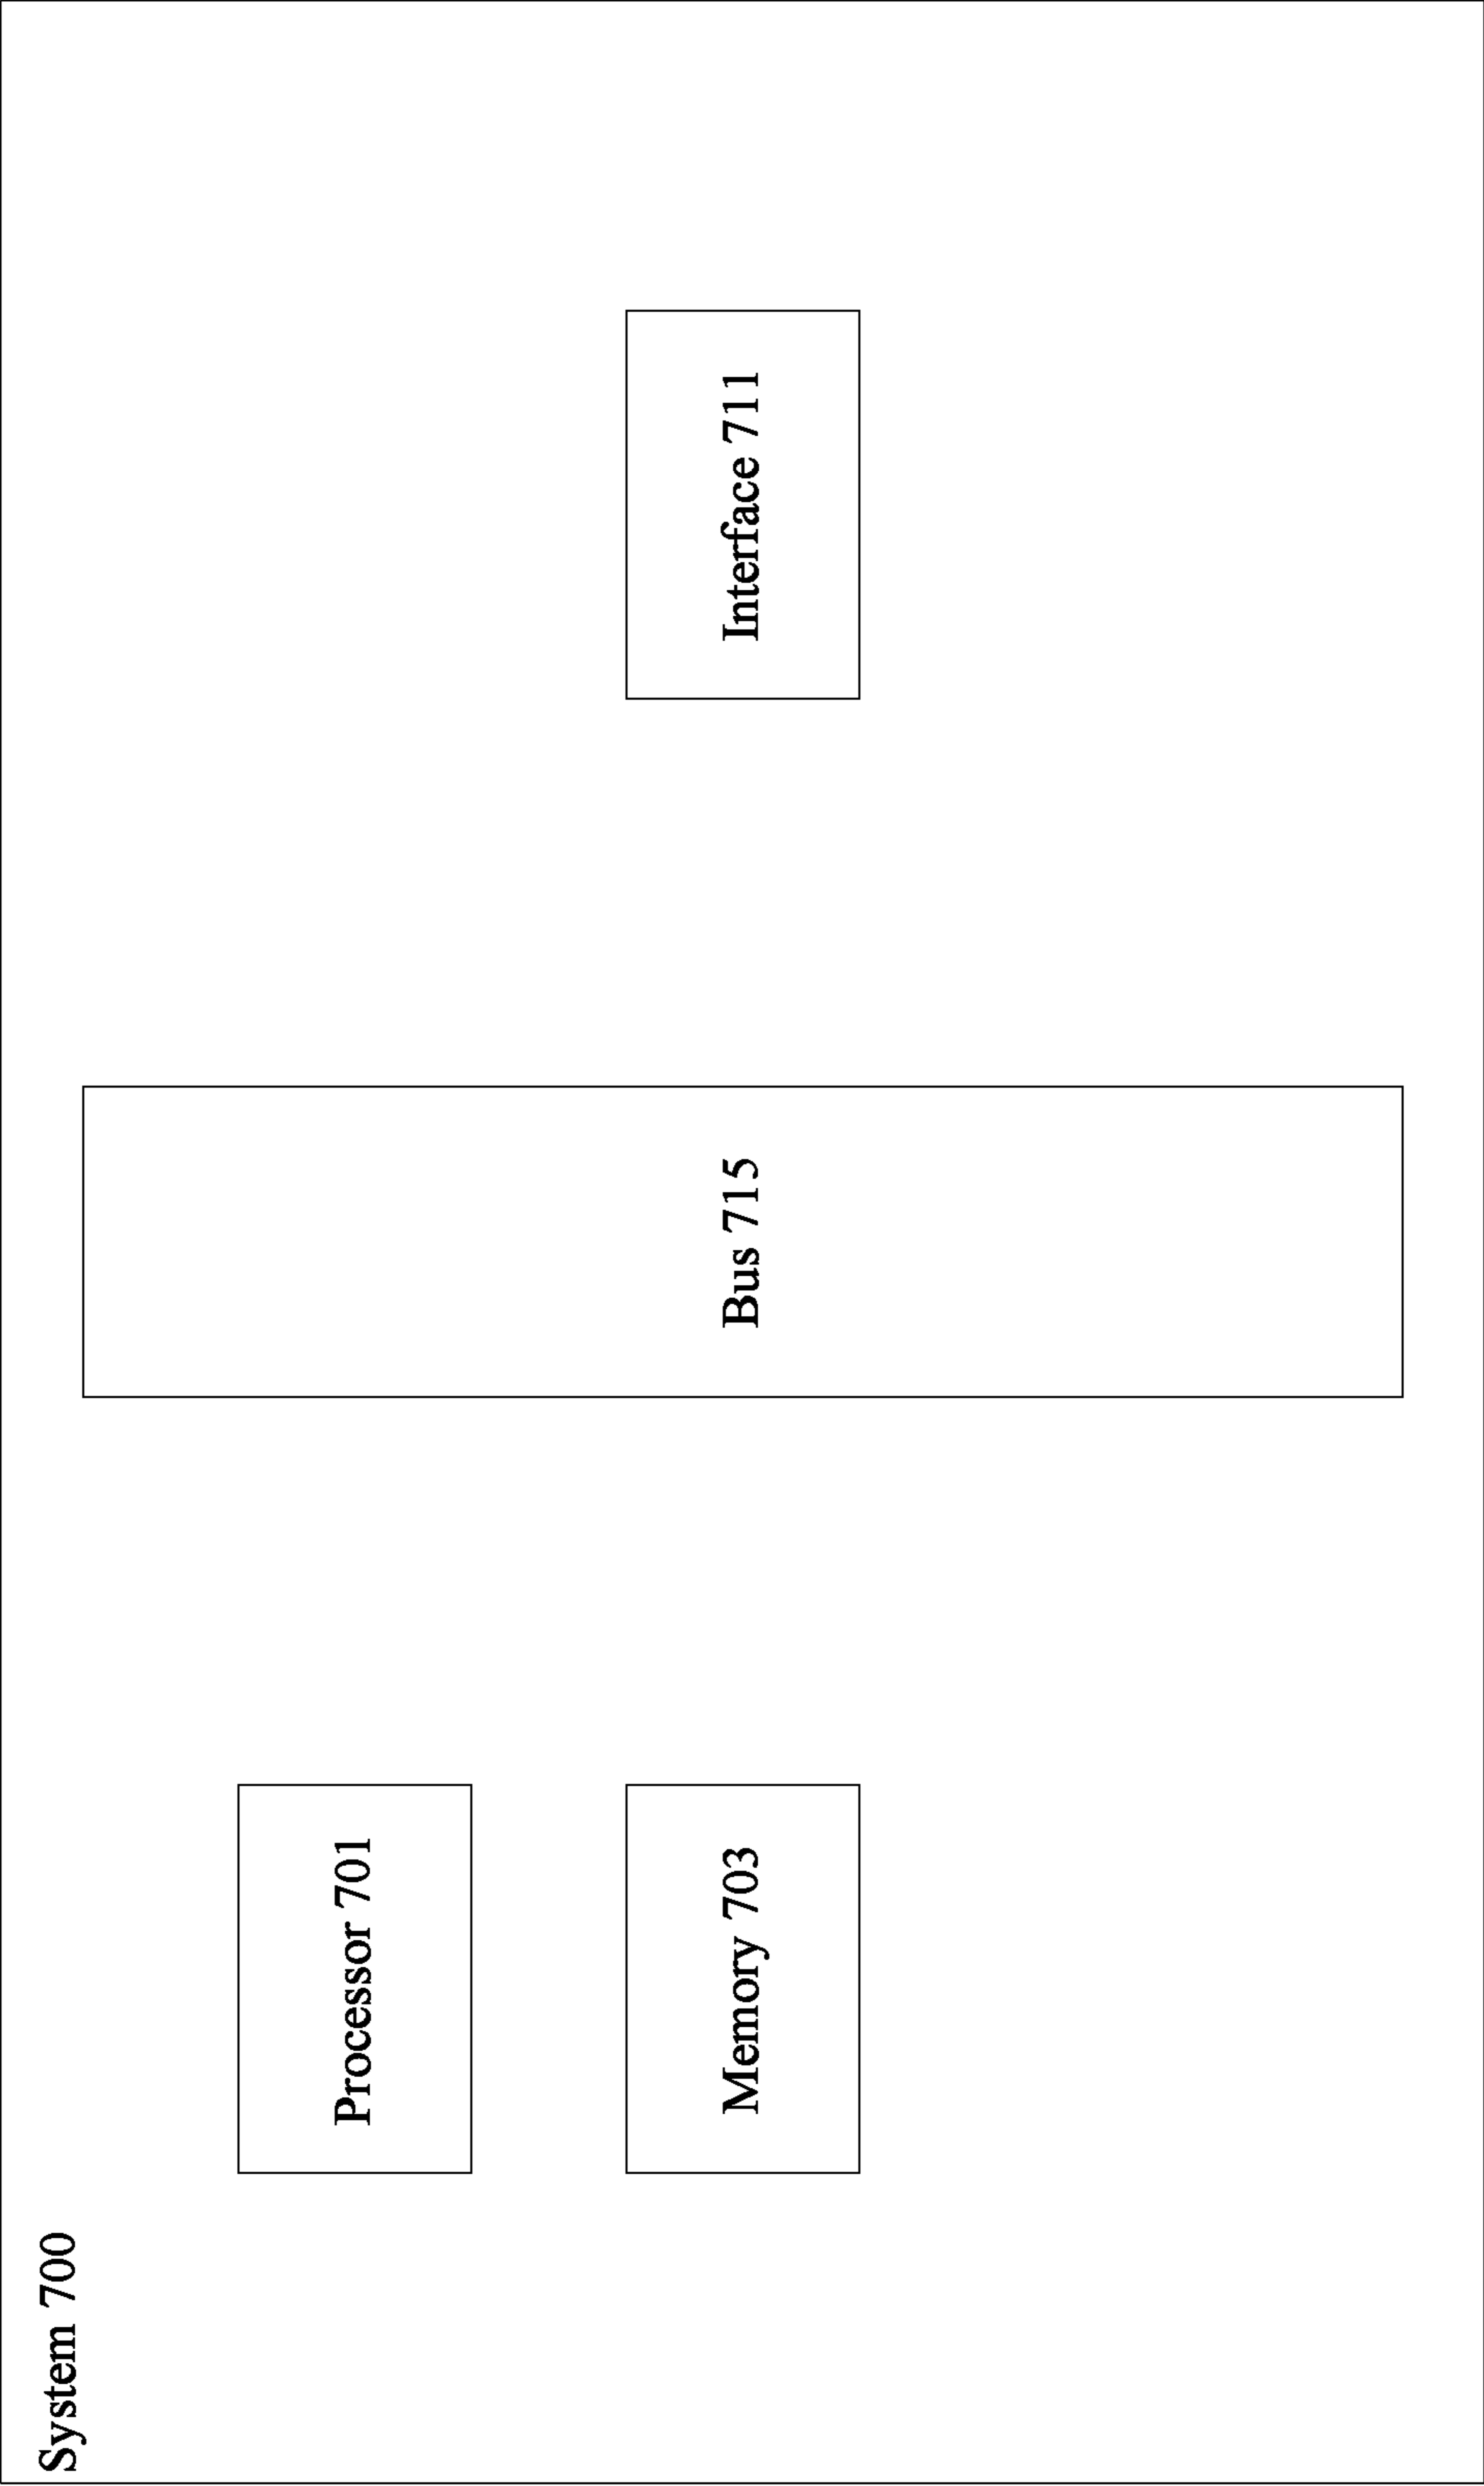 System 700
Processor 701
Memory 703
Bus 715
Interface 711